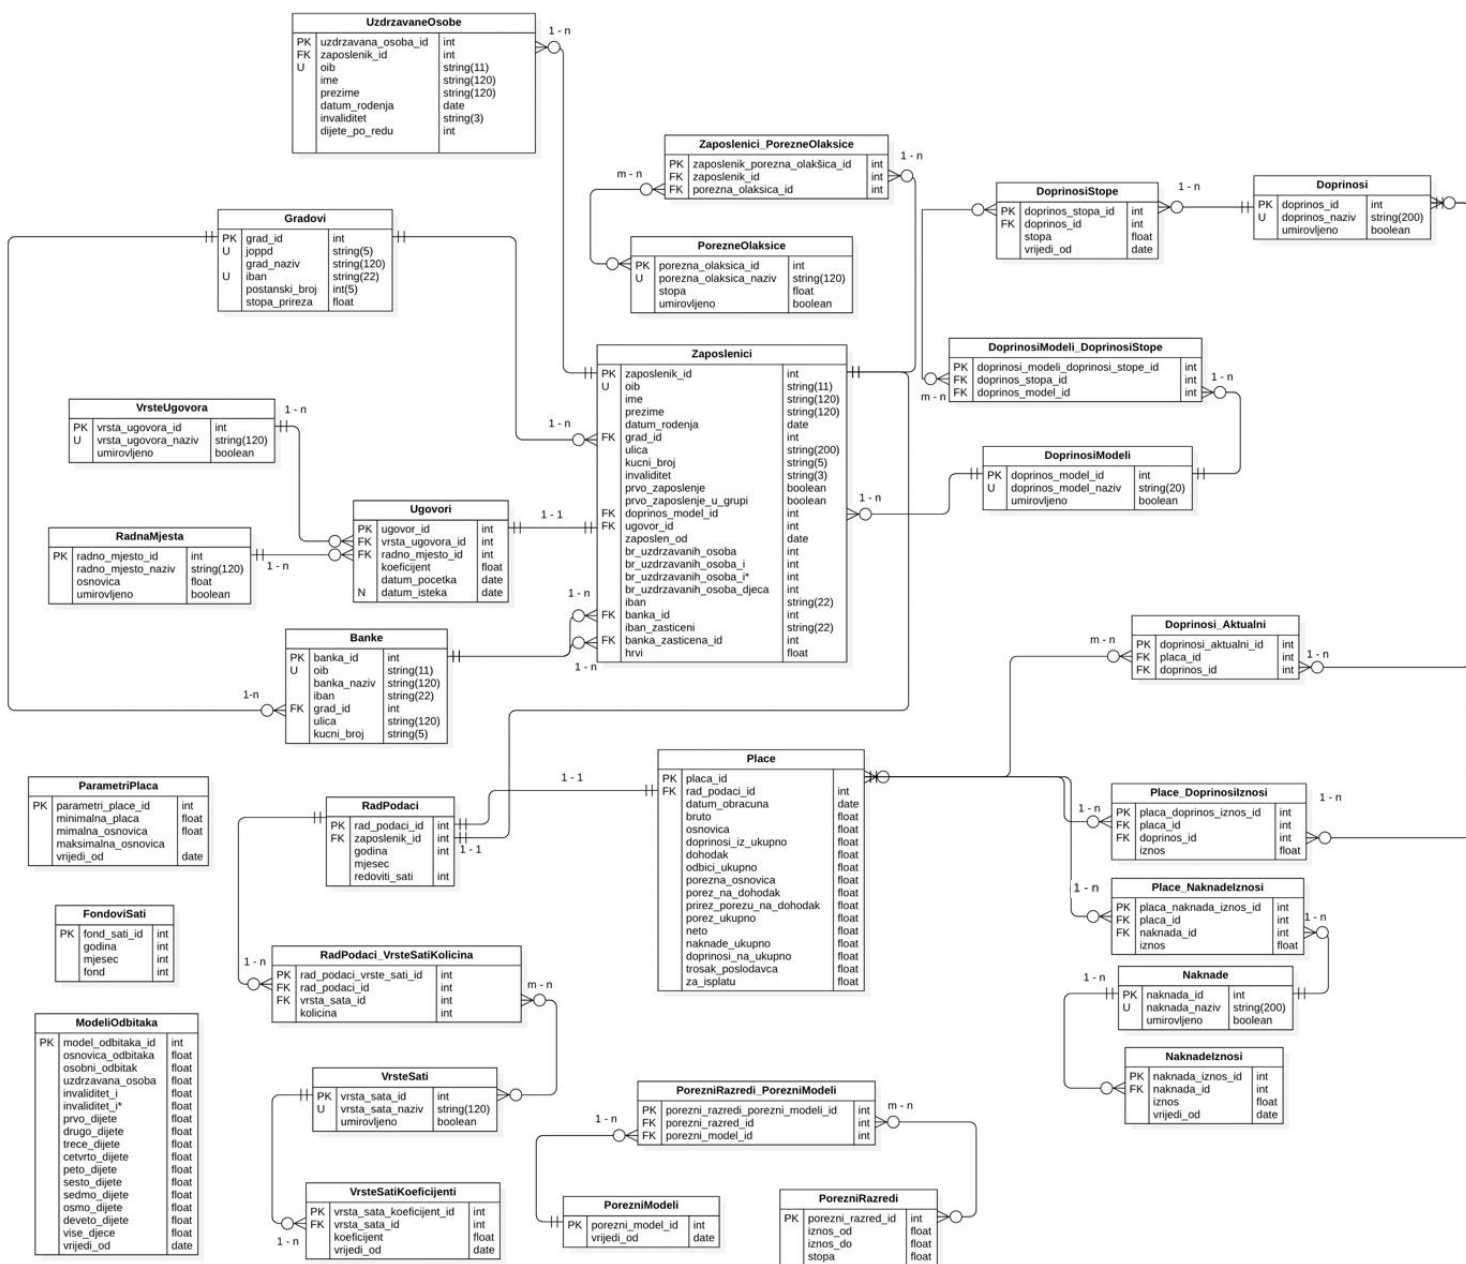 UzdrzavaneOsobe
PK uzdrzavana_osoba_id int
FK zaposlenik_id int
U oib string(11)
ime string(120)
prezime string(120)
datum_rodenja date
invaliditet string(3)
dijete_po_redu int
1 - n
Zaposlenici_PorezneOlaksice
PK zaposlenik_porezna_olakšica_id int
FK zaposlenik_id int
FK porezna_olaksica_id int
m - n
1 - n
PorezneOlaksice
PK porezna_olaksica_id int
U porezna_olaksica_naziv string(120)
stopa float
umirovljeno boolean
DoprinosiStope
PK doprinos_stopa_id int
FK doprinos_id int
stopa float
vrijedi_od date
1 - n
Doprinosi
PK doprinos_id int
U doprinos_naziv string(200)
umirovljeno boolean
Gradovi
PK grad_id int
U joppd string(5)
grad_naziv string(120)
U iban string(22)
postanski_broj int(5)
stopa_prireza float
DoprinosiModeli_DoprinosiStope
PK doprinosi_modeli_doprinosi_stope_id int
FK doprinos_stopa_id int
FK doprinos_model_id int
m - n
1 - n
DoprinosiModeli
PK doprinos_model_id int
U doprinos_model_naziv string(20)
umirovljeno boolean
1 - n
Zaposlenici
PK zaposlenik_id int
U oib string(11)
ime string(120)
prezime string(120)
datum_rodenja date
FK grad_id int
ulica string(200)
kucni_broj string(5)
invaliditet string(3)
prvo_zaposlenje boolean
prvo_zaposlenje_u_grupi boolean
FK doprinos_model_id int
FK ugovor_id int
zaposlen_od date
br_uzdrzavanih_osoba int
br_uzdrzavanih_osoba_i int
br_uzdrzavanih_osoba_i* int
br_uzdrzavanih_osoba_djeca int
iban string(22)
FK banka_id int
iban_zasticeni string(22)
FK banka_zasticena_id int
hrvi float
1 - n
1 - n
1 - n
VrsteUgovora
PK vrsta_ugovora_id int
U vrsta_ugovora_naziv string(120)
umirovljeno boolean
1 - n
RadnaMjesta
PK radno_mjesto_id int
radno_mjesto_naziv string(120)
osnovica float
umirovljeno boolean
1 - n
Ugovori
PK ugovor_id int
FK vrsta_ugovora_id int
FK radno_mjesto_id int
koeficijent float
datum_pocetka date
N datum_isteka date
1 - 1
Banke
PK banka_id int
U oib string(11)
banka_naziv string(120)
iban string(22)
FK grad_id int
ulica string(120)
kucni_broj string(5)
1-n
Doprinosi_Aktualni
PK doprinosi_aktualni_id int
FK placa_id int
FK doprinos_id int
m - n
1 - n
ParametriPlaca
PK parametri_place_id int
minimalna_placa float
mimalna_osnovica float
maksimalna_osnovica
vrijedi_od date
RadPodaci
PK rad_podaci_id int
FK zaposlenik_id int
godina int
mjesec
redoviti_sati int
1 - 1
1 - 1
Place
PK placa_id
FK rad_podaci_id int
datum_obracuna date
bruto float
osnovica float
doprinosi_iz_ukupno float
dohodak float
odbici_ukupno float
porezna_osnovica float
porez_na_dohodak float
prirez_porezu_na_dohodak float
porez_ukupno float
neto float
naknade_ukupno float
doprinosi_na_ukupno float
trosak_poslodavca float
za_isplatu float
Place_DoprinosiIznosi
PK placa_doprinos_iznos_id int
FK placa_id int
FK doprinos_id int
iznos float
1 - n
1 - n
Place_NaknadeIznosi
PK placa_naknada_iznos_id int
FK placa_id int
FK naknada_id int
iznos float
1 - n
1 - n
Naknade
PK naknada_id int
U naknada_naziv string(200)
umirovljeno boolean
1 - n
NaknadeIznosi
PK naknada_iznos_id int
FK naknada_id int
iznos float
vrijedi_od date
FondoviSati
PK fond_sati_id int
godina int
mjesec int
fond int
RadPodaci_VrsteSatiKolicina
PK rad_podaci_vrste_sati_id int
FK rad_podaci_id int
FK vrsta_sata_id int
kolicina int
1 - n
m - n
ModeliOdbitaka
PK model_odbitaka_id int
osnovica_odbitaka float
osobni_odbitak float
uzdrzavana_osoba float
invaliditet_i float
invaliditet_i* float
prvo_dijete float
drugo_dijete float
trece_dijete float
cetvrto_dijete float
peto_dijete float
sesto_dijete float
sedmo_dijete float
osmo_dijete float
deveto_dijete float
vise_djece float
vrijedi_od date
VrsteSati
PK vrsta_sata_id int
U vrsta_sata_naziv string(120)
umirovljeno boolean
VrsteSatiKoeficijenti
PK vrsta_sata_koeficijent_id int
FK vrsta_sata_id int
koeficijent float
vrijedi_od date
1 - n
PorezniRazredi_PorezniModeli
PK porezni_razredi_porezni_modeli_id int
FK porezni_razred_id int
FK porezni_model_id int
1 - n
m - n
PorezniModeli
PK porezni_model_id int
vrijedi_od date
PorezniRazredi
PK porezni_razred_id int
iznos_od float
iznos_do float
stopa float